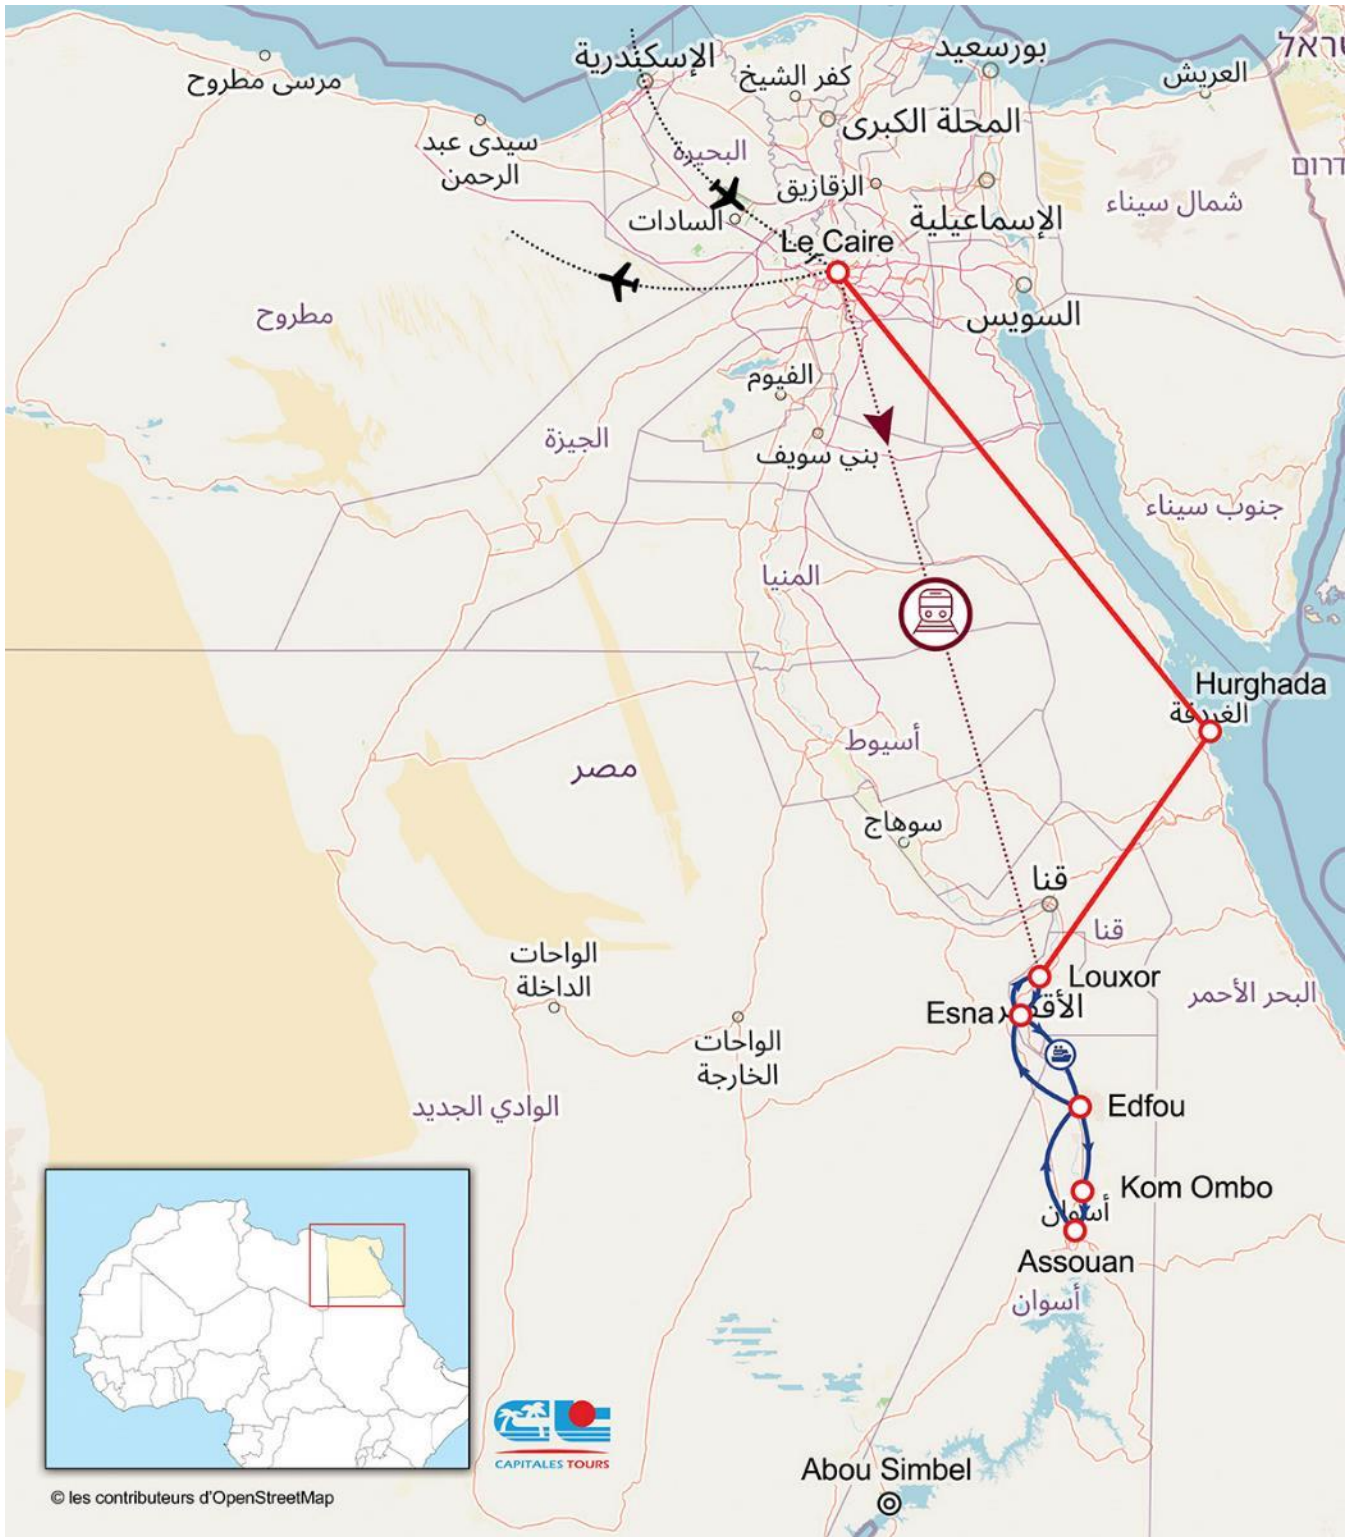 الإسكندرية
بورسعيد
شراﺋل
مرسى مطروح
كفر الشيخ
العريش
سيدى عبد
الرحمن
المحلة الكبرى
البحيرة
דרום
الزقازيق
شمال سيناء
السادات
الإسماعيلية
Le Caire
مطروح
السويس
الفيوم
الجيزة
بني سويف
جنوب سيناء
المنيا
Hurghada
الغردقة
أسيوط
مصر
سوهاج
قنا
قنا
الواحات
الداخلة
Louxor
البحر الأحمر
Esna
الأقصر
الواحات
الخارجة
الوادي الجديد
Edfou
Kom Ombo
أسوان
Assouan
أسوان
CAPITALES TOURS
Abou Simbel
© les contributeurs d'OpenStreetMap